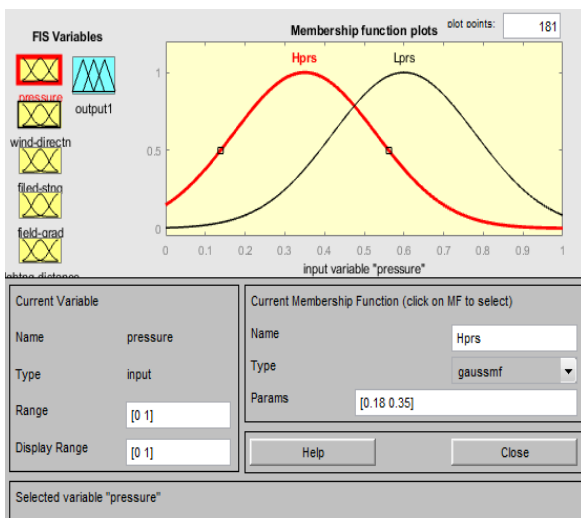 FIS Variables
Membership function plots
plot points:
181
Hprs
Lprs
pressure
output1
wind-directn
filed-stng
field-grad
1
0.5
0
0 0.1 0.2 0.3 0.4 0.5 0.6 0.7 0.8 0.9 1
input variable "pressure"
Current Variable
Name pressure
Type input
Range [0 1]
Display Range [0 1]
Current Membership Function (click on MF to select)
Name Hprs
Type gaussmf
Params [0.18 0.35]
Help Close
Selected variable "pressure"